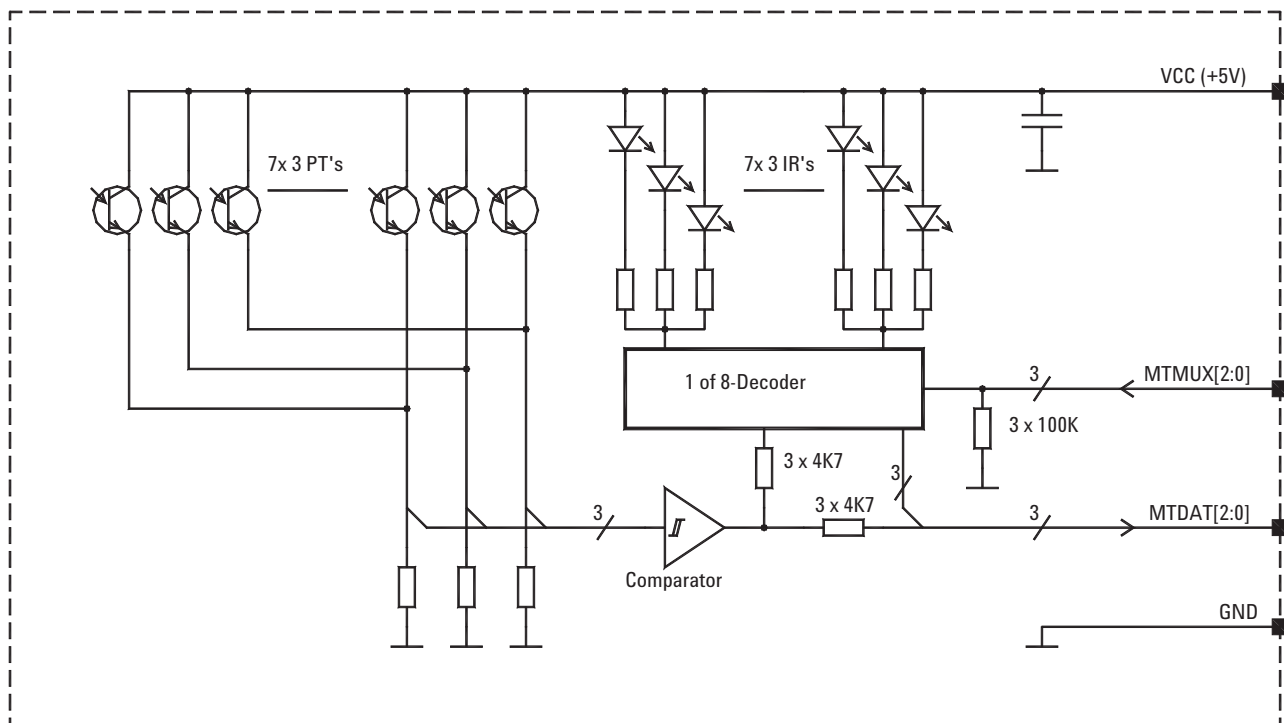 VCC (+5V)
7x 3 PT's
7x 3 IR's
1 of 8-Decoder
3
MTMUX[2:0]
3 x 100K
3 x 4K7
3
3 x 4K7
3
3
MTDAT[2:0]
Comparator
GND